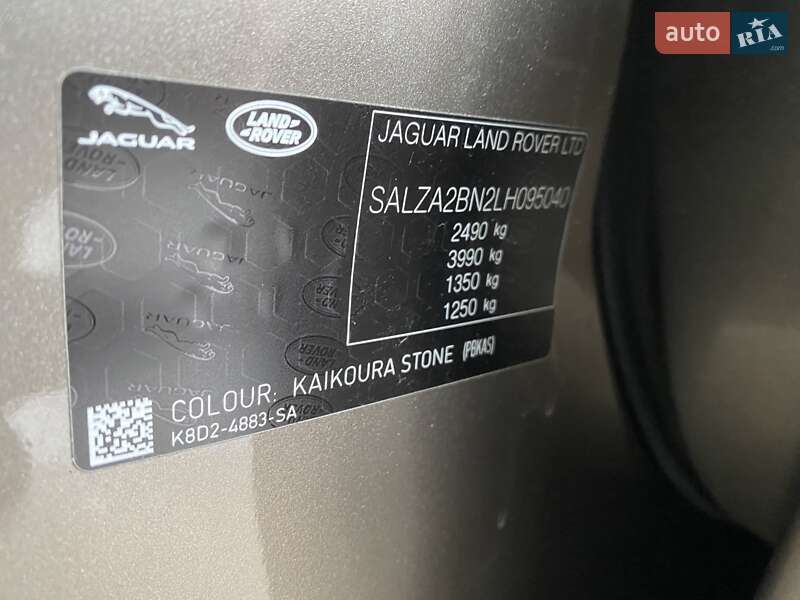 auto RIA
.com
JAGUAR
LAND ROVER
JAGUAR LAND ROVER LTD
SALZA2BN2LH095040
2490 kg
3990 kg
1350 kg
1250 kg
COLOUR: KAIKOURA STONE (PBKAS)
K8D2-4883-SA